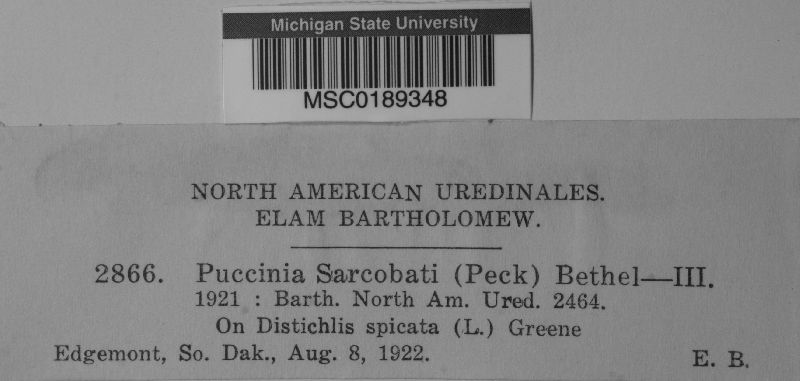 Michigan State University
MSC0189348
NORTH AMERICAN UREDINALES.
ELAM BARTHOLOMEW.
2866. Puccinia Sarcobati (Peck) Bethel—III.
1921 : Barth. North Am. Ured. 2464.
On Distichlis spicata (L.) Greene
Edgemont, So. Dak., Aug. 8, 1922. E. B.